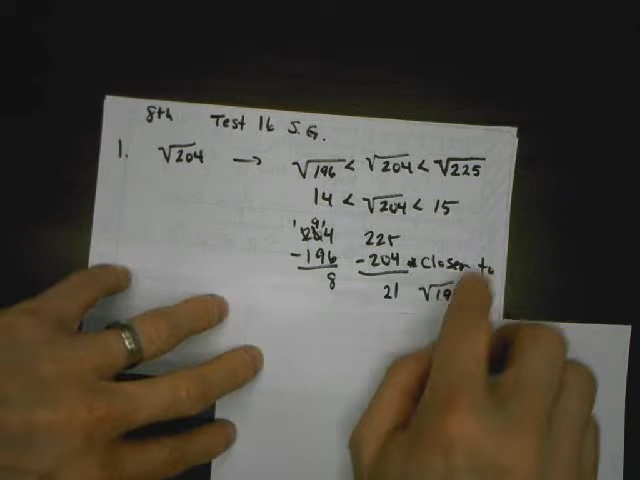 8th Test 16 S.G.
1. √204 → √196 < √204 < √225
14 < √204 < 15
204 225
-196 -204 * Closer to
8 21